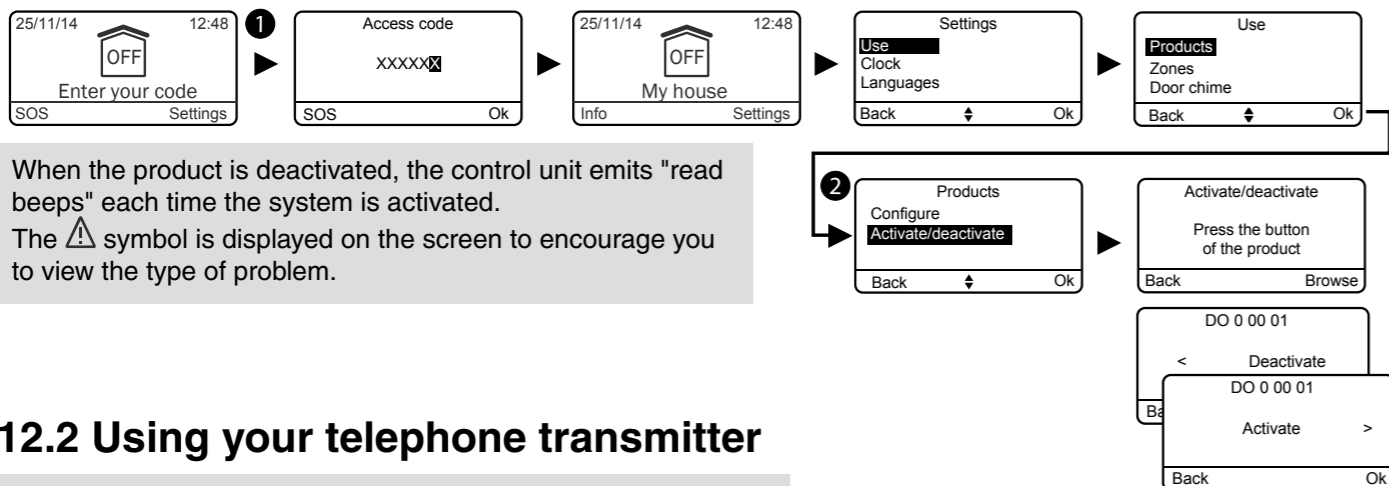 25/11/14 12:48
OFF
Enter your code
SOS Settings
1
Access code
XXXXXX
SOS Ok
25/11/14 12:48
OFF
My house
Info Settings
Settings
Use
Clock
Languages
Back Ok
Use
Products
Zones
Door chime
Back Ok
When the product is deactivated, the control unit emits "read
beeps" each time the system is activated.
The symbol is displayed on the screen to encourage you
to view the type of problem.
2
Products
Configure
Activate/deactivate
Back Ok
Activate/deactivate
Press the button
of the product
Back Browse
DO 0 00 01
< Deactivate
Ba
DO 0 00 01
Activate >
Back Ok
12.2 Using your telephone transmitter